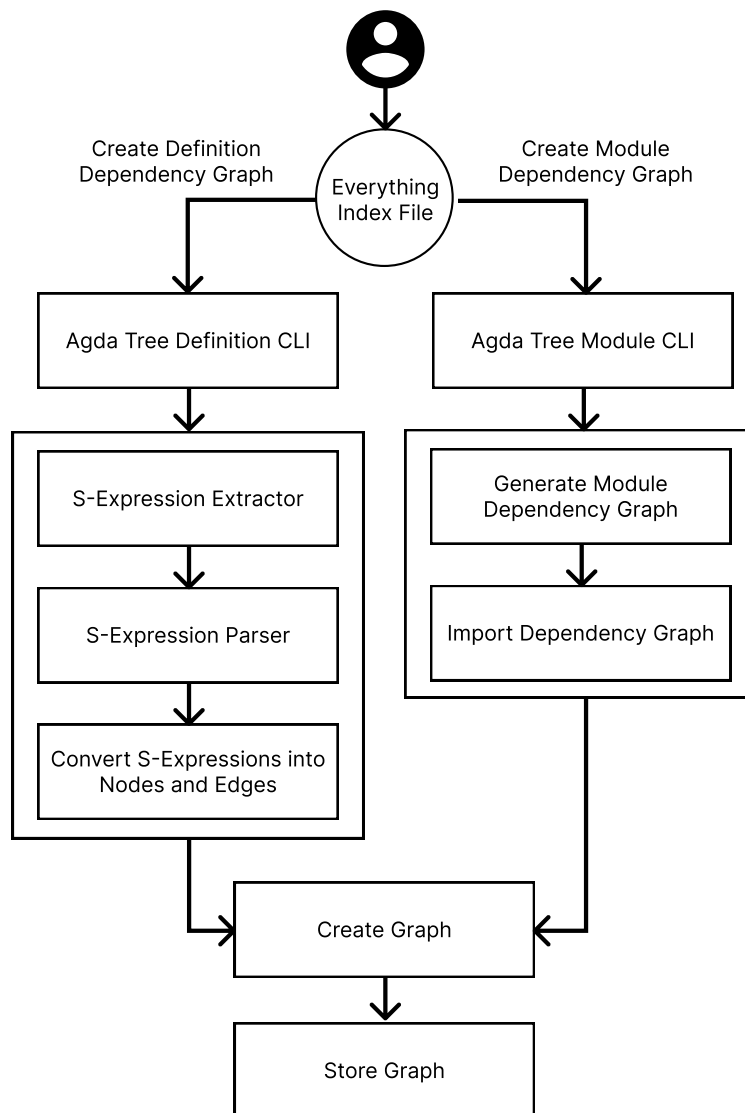 Create Definition
Dependency Graph
Create Module
Dependency Graph
Everything
Index File
Agda Tree Definition CLI
Agda Tree Module CLI
S-Expression Extractor
Generate Module
Dependency Graph
S-Expression Parser
Import Dependency Graph
Convert S-Expressions into
Nodes and Edges
Create Graph
Store Graph